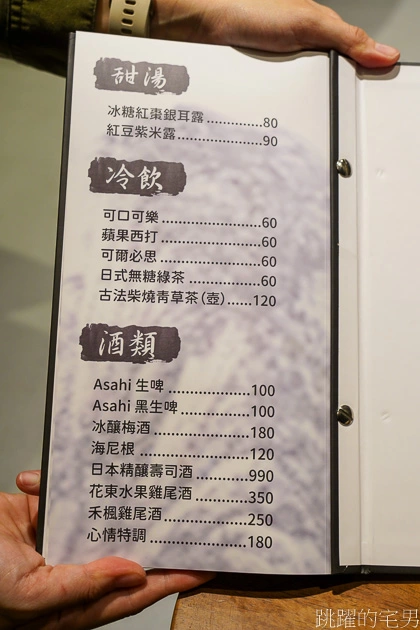 甜湯
冰糖紅棗銀耳露..............80
紅豆紫米露.....................90
冷飲
可口可樂........................60
蘋果西打........................60
可爾必思........................60
日式無糖綠茶..................60
古法柴燒青草茶(壺)......120
酒類
Asahi 生啤....................100
Asahi 黑生啤.................100
冰釀梅酒........................180
海尼根...........................120
日本精釀壽司酒..............990
花東水果雞尾酒..............350
禾楓雞尾酒.....................250
心情特調........................180
跳躍的宅男